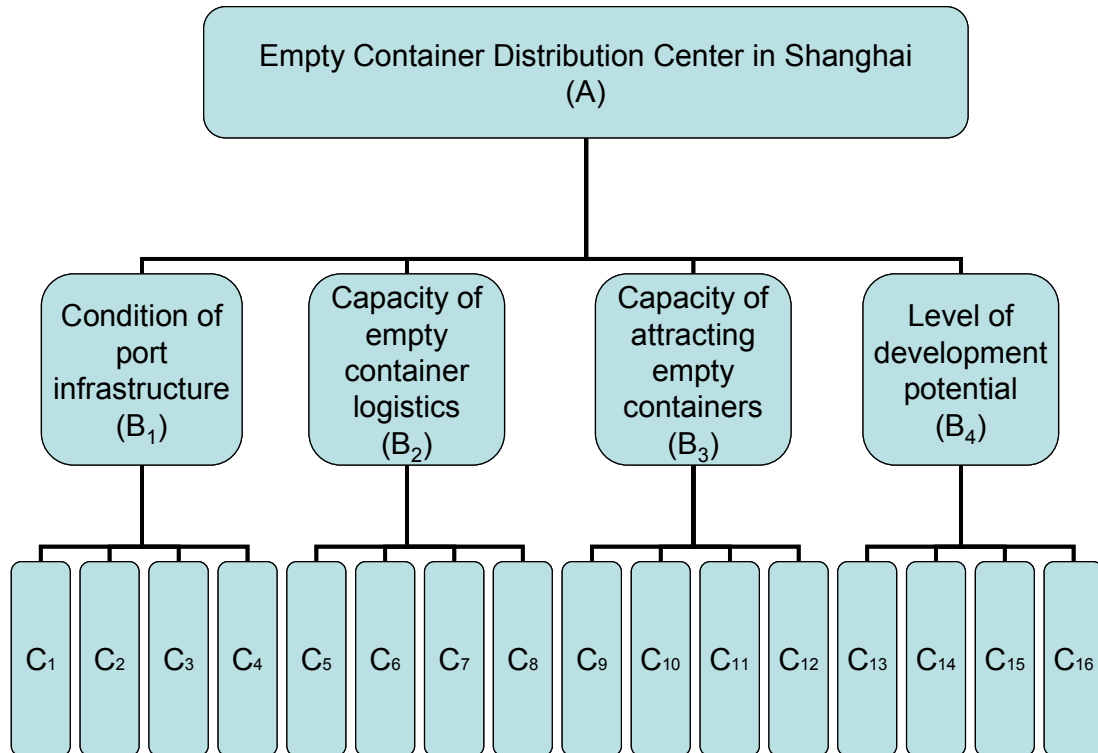 Empty Container Distribution Center in Shanghai
(A)
Condition of
port
infrastructure
(B₁)
Capacity of
empty
container
logistics
(B₂)
Capacity of
attracting
empty
containers
(B₃)
Level of
development
potential
(B₄)
C₁
C₂
C₃
C₄
C₅
C₆
C₇
C₈
C₉
C₁₀
C₁₁
C₁₂
C₁₃
C₁₄
C₁₅
C₁₆